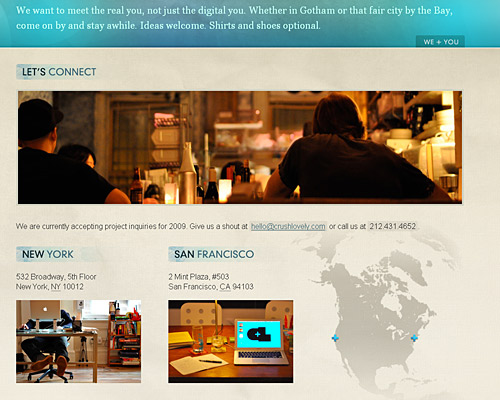 We want to meet the real you, not just the digital you. Whether in Gotham or that fair city by the Bay,
come on by and stay awhile. Ideas welcome. Shirts and shoes optional.
WE + YOU
LET'S CONNECT
We are currently accepting project inquiries for 2009. Give us a shout at hello@crushlovely.com or call us at 212.431.4652
NEW YORK
532 Broadway, 5th Floor
New York, NY 10012
SAN FRANCISCO
2 Mint Plaza, #503
San Francisco, CA 94103